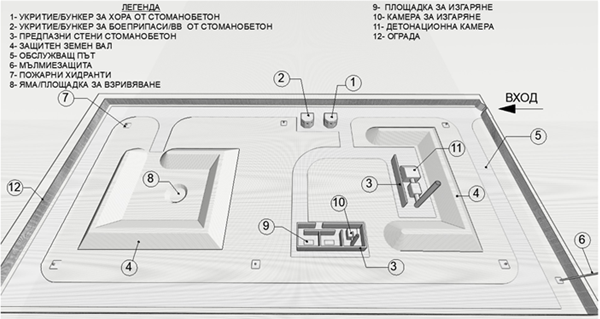 ЛЕГЕНДА
1- УКРИТИЕ/БУНКЕР ЗА ХОРА ОТ СТОМАНОБЕТОН
2- УКРИТИЕ/БУНКЕР ЗА БОЕПРИПАСИ/ВВ ОТ СТОМАНОБЕТОН
3- ПРЕДПАЗНИ СТЕНИ СТОМАНОБЕТОН
4- ЗАЩИТЕН ЗЕМЕН ВАЛ
5- ОБСЛУЖВАЩ ПЪТ
6- МЪЛМИЕЗАЩИТА
7- ПОЖАРНИ ХИДРАНТИ
8- ЯМА/ПЛОЩАДКА ЗА ВЗРИВЯВАНЕ
9- ПЛОЩАДКА ЗА ИЗГАРЯНЕ
10- КАМЕРА ЗА ИЗГАРЯНЕ
11- ДЕТОНАЦИОННА КАМЕРА
12- ОГРАДА
2
1
ВХОД
7
5
11
3
4
12
8
10
9
3
4
6